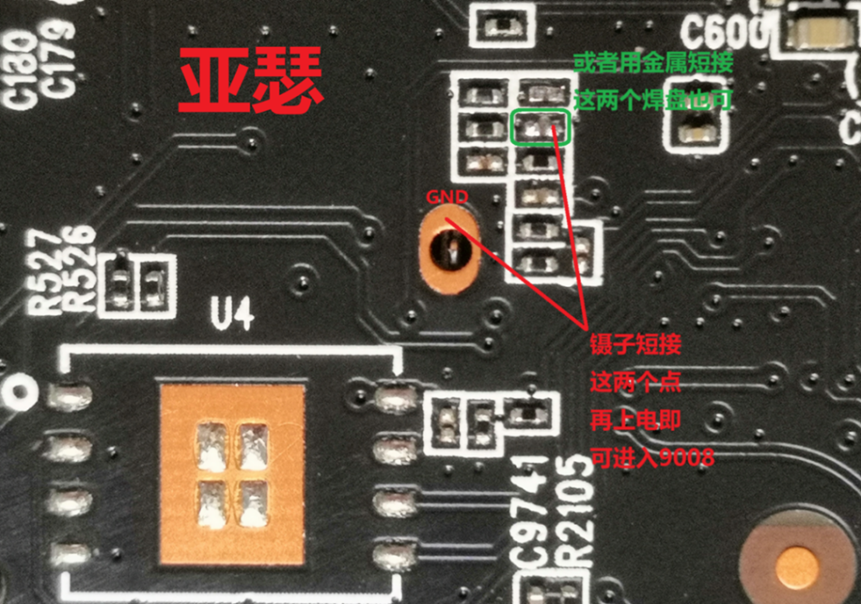 C180
C179
亚瑟
C600
或者用金属短接
这两个焊盘也可
C
GND
R527
R526
U4
镊子短接
这两个点
再上电即
可进入9008
C9741
R2105